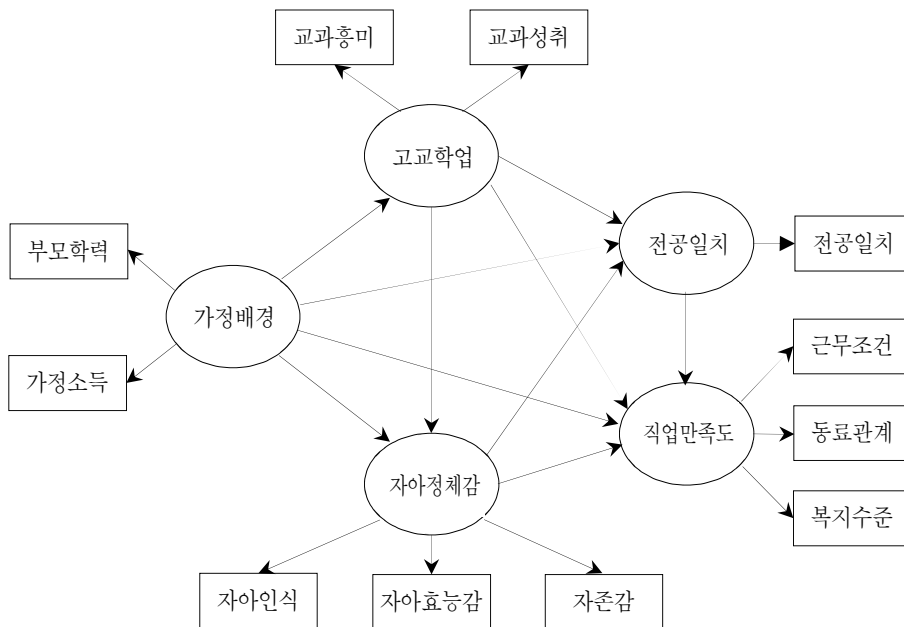 교과흥미
교과성취
고교학업
부모학력
전공일치
전공일치
가정배경
근무조건
가정소득
직업만족도
동료관계
자아정체감
복지수준
자아인식
자아효능감
자존감